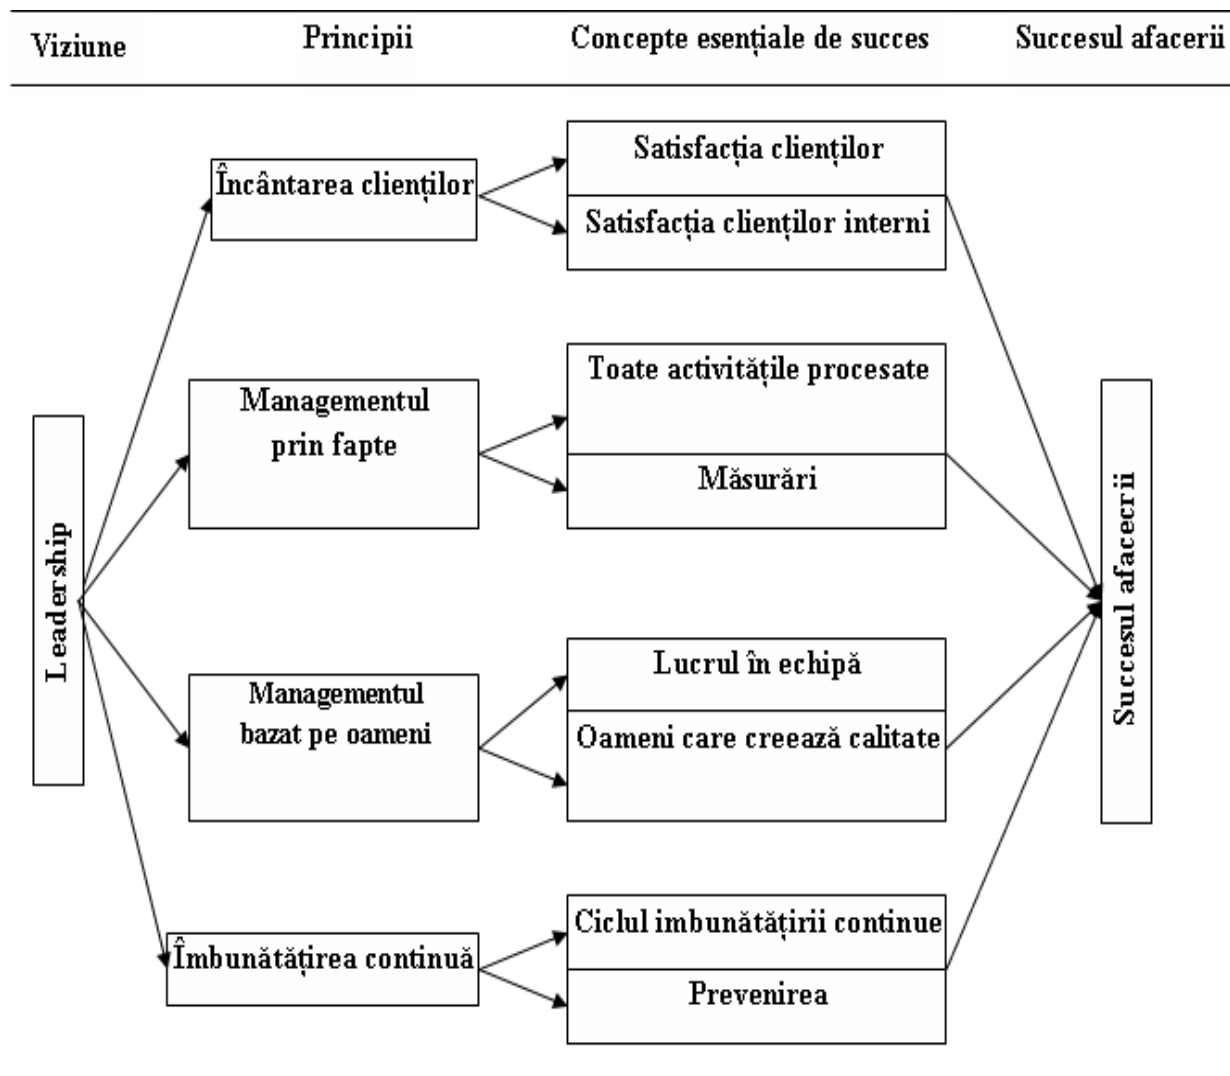 Viziune
Principii
Concepte esențiale de succes
Succesul afacerii
Încântarea clienților
Satisfacția clienților
Satisfacția clienților interni
Managementul
prin fapte
Toate activitățile procesate
Măsurări
Leadership
Managementul
bazat pe oameni
Lucrul în echipă
Oameni care creează calitate
Succesul afacecrii
Îmbunătățirea continuă
Ciclul imbunătățirii continue
Prevenirea